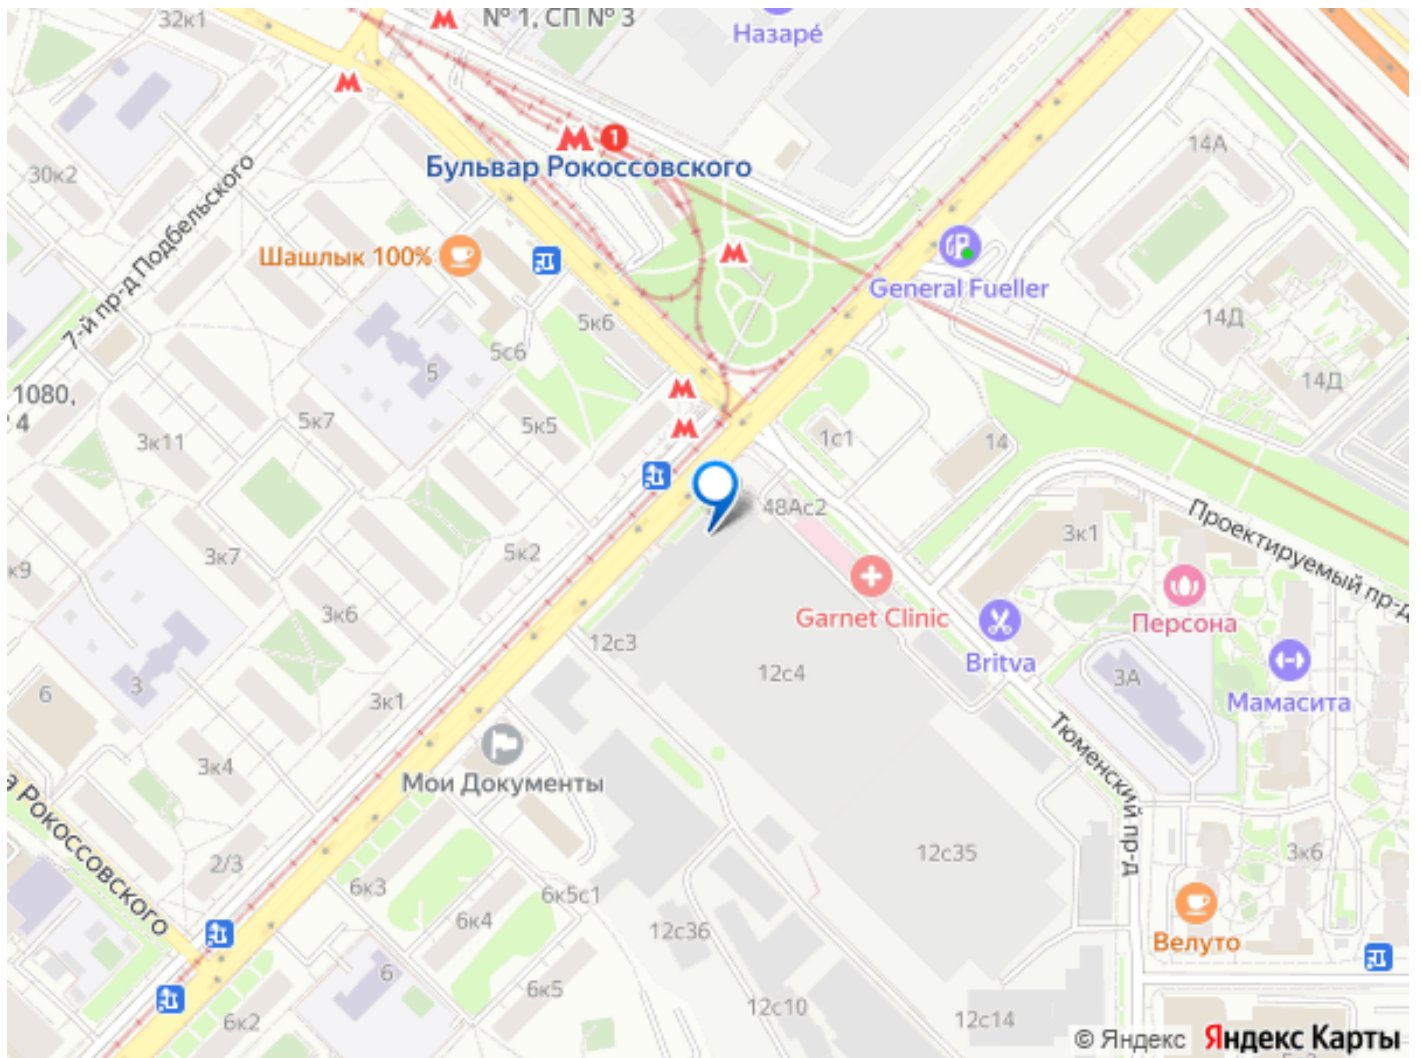 32к1
№ 1, СП № 3
Назаре́
1
Бульвар Рокоссовского
14А
30к2
7-й пр-д Подбельского
Шашлык 100%
General Fueller
5к6
14Д
5с6
5
14Д
1080,
4
5к7
3к11
5к5
1с1
14
48Ас2
Проектируемый пр-д
3к1
к9
3к7
5к2
Garnet Clinic
Персона
3к6
Britva
12с3
12с4
3А
Мамасита
3
6
3к1
Тюменский пр-д
3к4
Мои Документы
а Рокоссовского
2/3
12с35
3к6
6к3
6к5с1
6к4
12с36
Велуто
6
6к5
12с10
12с14
6к2
© Яндекс Яндекс Карты